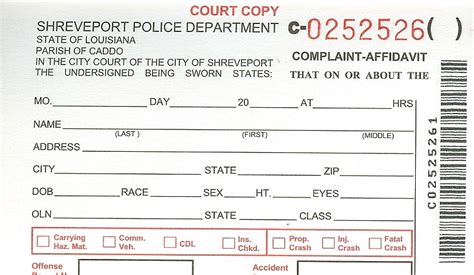 COURT COPY
SHREVEPORT POLICE DEPARTMENT C-0252526( )
STATE OF LOUISIANA
PARISH OF CADDO COMPLAINT-AFFIDAVIT
IN THE CITY COURT OF THE CITY OF SHREVEPORT
THE UNDERSIGNED BEING SWORN STATES: THAT ON OR ABOUT THE
MO. DAY 20 AT HRS
NAME
(LAST) (FIRST) (MIDDLE)
ADDRESS
CITY STATE ZIP
DOB RACE SEX HT. EYES
OLN STATE CLASS
Carrying Haz. Mat. Comm. Veh. CDL Ins. Chkd. Prop. Crash Inj. Crash Fatal Crash
Offense Accident
C02525261